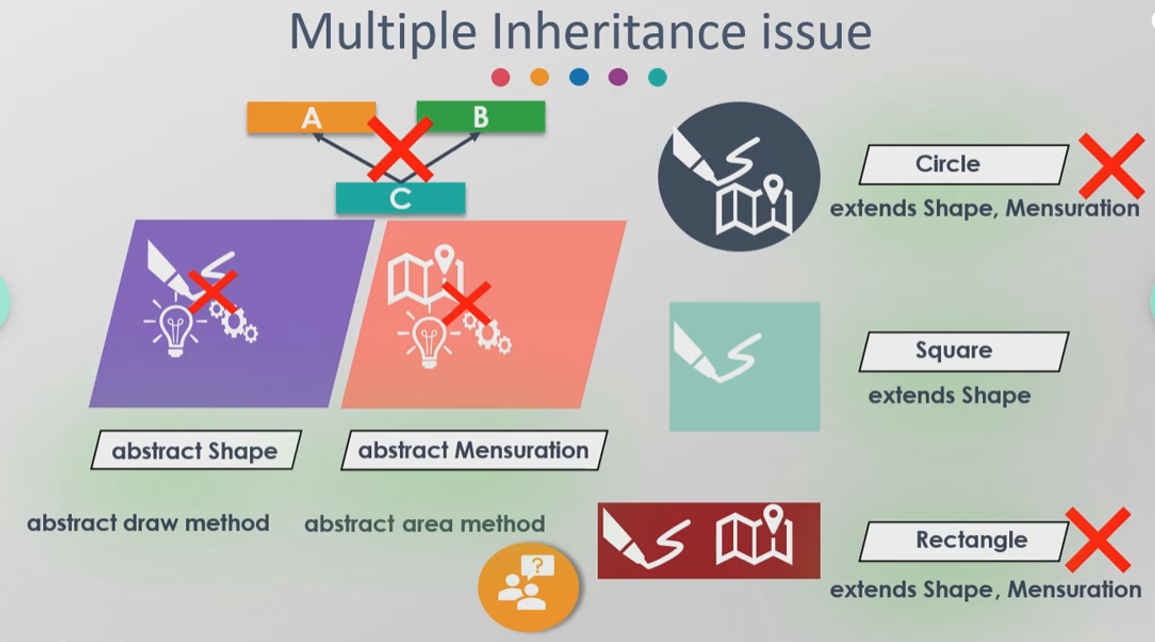 Multiple Inheritance issue
A
B
C
Circle
extends Shape, Mensuration
Square
extends Shape
abstract Shape
abstract Mensuration
abstract draw method
abstract area method
?
Rectangle
extends Shape, Mensuration